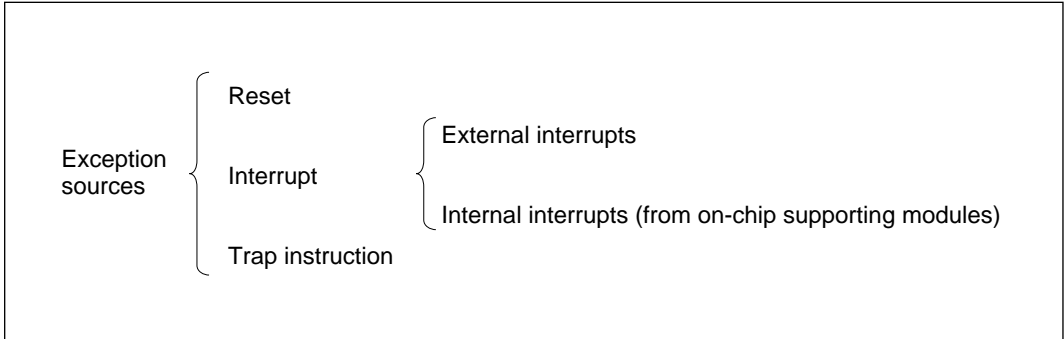 Exception
sources
Reset
Interrupt
Trap instruction
External interrupts
Internal interrupts (from on-chip supporting modules)